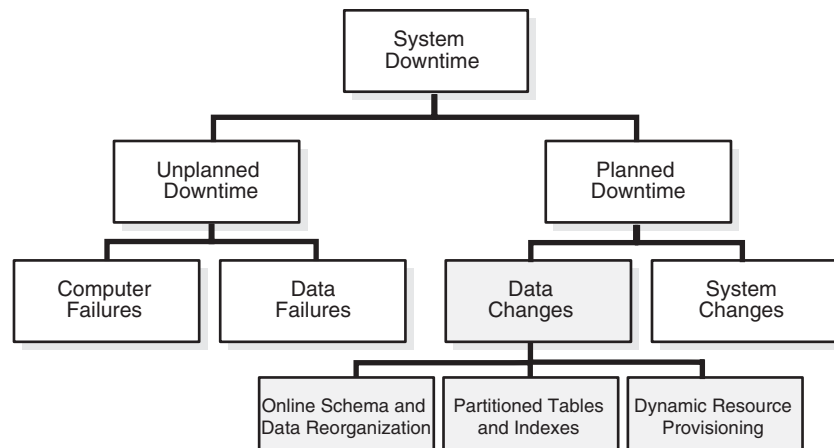 System
Downtime
Unplanned
Downtime
Planned
Downtime
Computer
Failures
Data
Failures
Data
Changes
System
Changes
Online Schema and
Data Reorganization
Partitioned Tables
and Indexes
Dynamic Resource
Provisioning